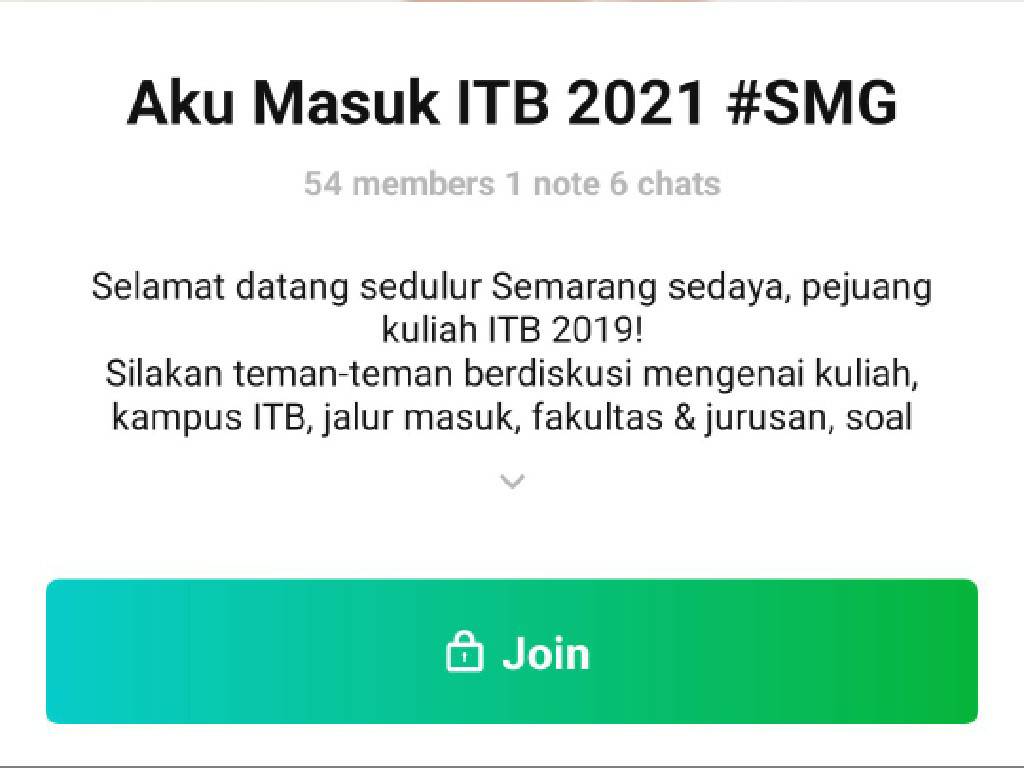 Aku Masuk ITB 2021 #SMG
54 members 1 note 6 chats
Selamat datang sedulur Semarang sedaya, pejuang
kuliah ITB 2019!
Silakan teman-teman berdiskusi mengenai kuliah,
kampus ITB, jalur masuk, fakultas & jurusan, soal
Join